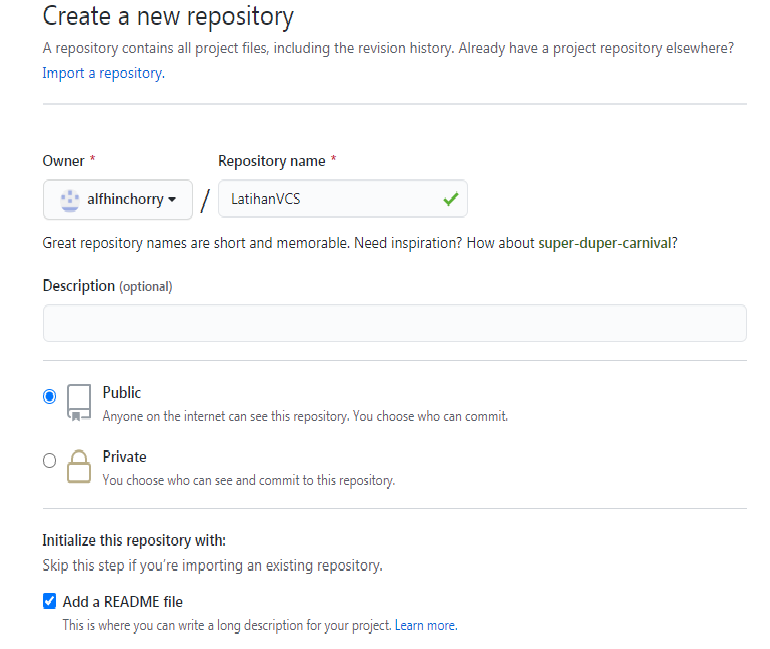 Create a new repository
A repository contains all project files, including the revision history. Already have a project repository elsewhere?
Import a repository.
Owner * Repository name *
alfhinchorry / LatihanVCS
Great repository names are short and memorable. Need inspiration? How about super-duper-carnival?
Description (optional)
Public
Anyone on the internet can see this repository. You choose who can commit.
Private
You choose who can see and commit to this repository.
Initialize this repository with:
Skip this step if you're importing an existing repository.
Add a README file
This is where you can write a long description for your project. Learn more.